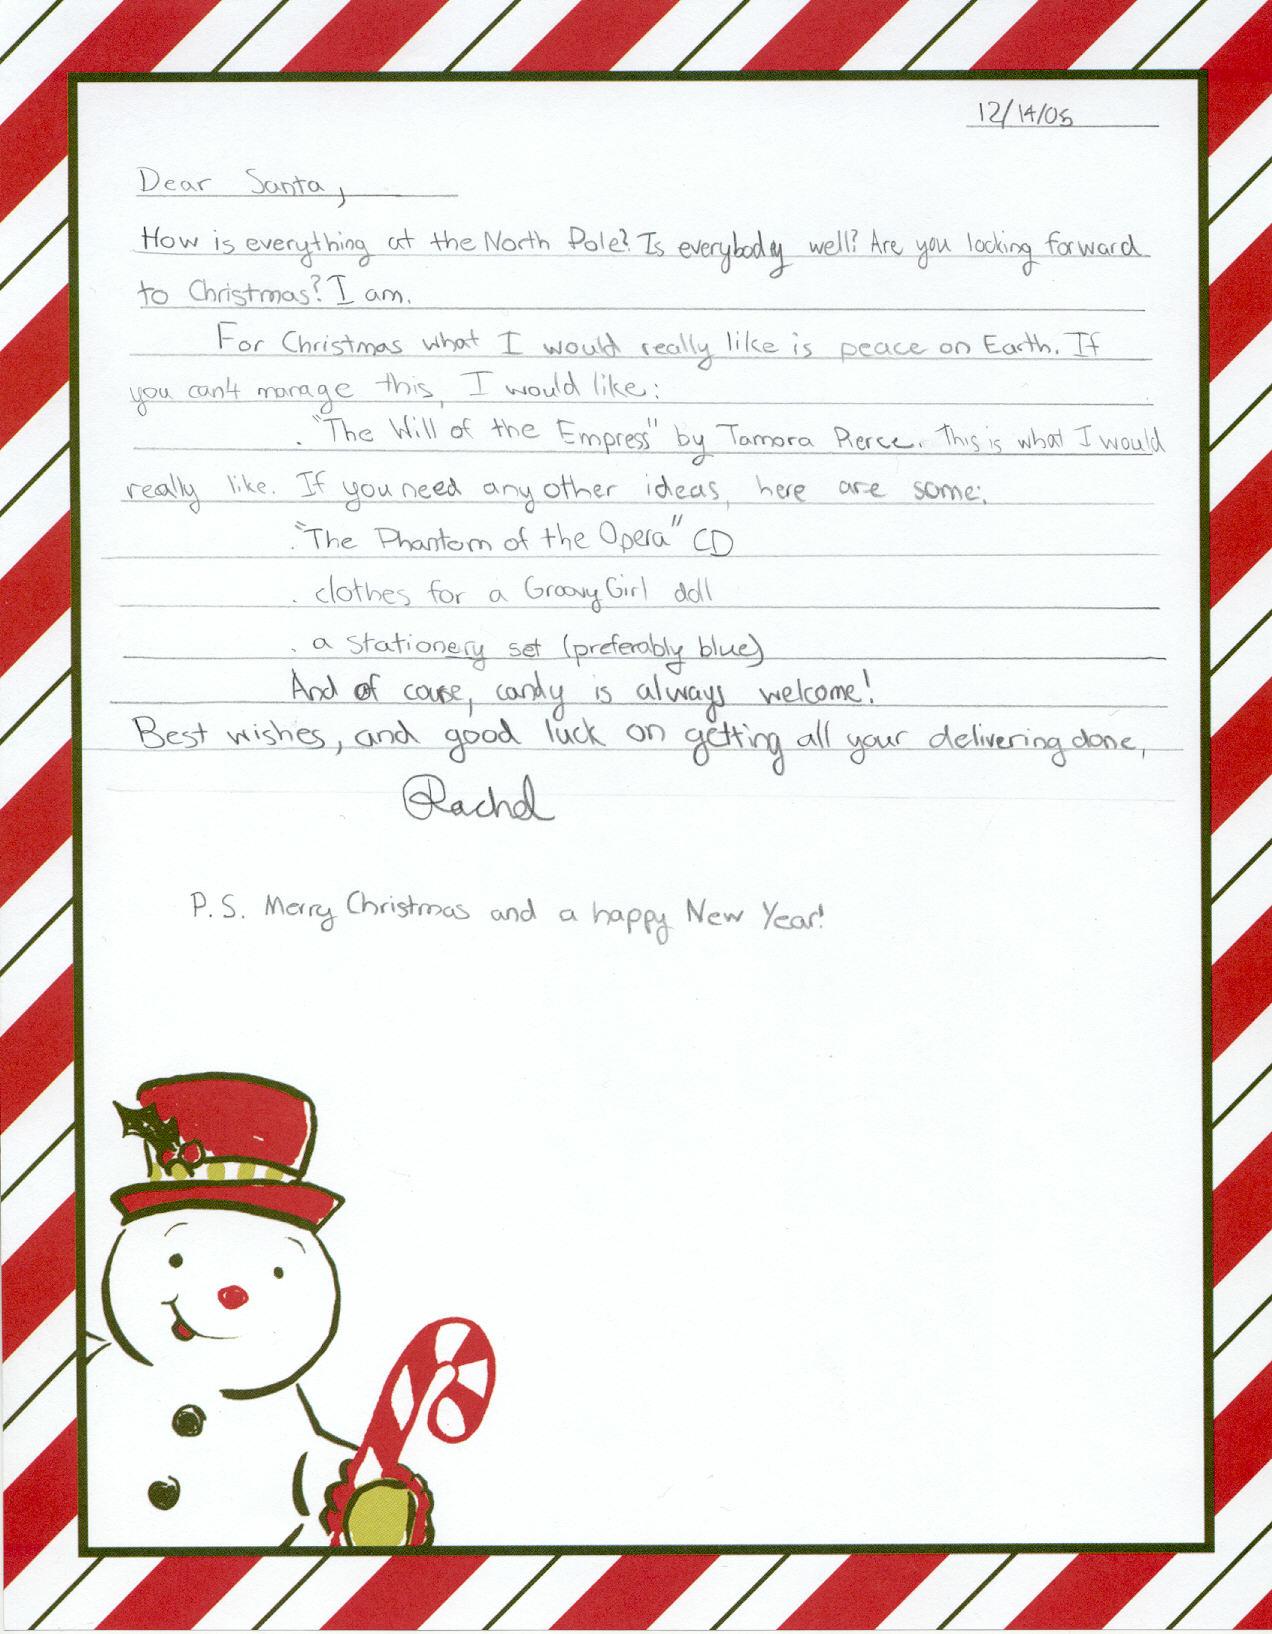 12/14/05
Dear Santa,
How is everything at the North Pole? Is everybody well? Are you looking forward
to Christmas? I am.
For Christmas what I would really like is peace on Earth. If
you can't manage this, I would like:
. "The Will of the Empress" by Tamora Pierce. This is what I would
really like. If you need any other ideas, here are some:
. "The Phantom of the Opera" CD
. clothes for a Groovy Girl doll
. a stationery set (preferably blue)
And of couse, candy is always welcome!
Best wishes, and good luck on getting all your delivering done,
Rachel
P.S. Merry Christmas and a happy New Year!